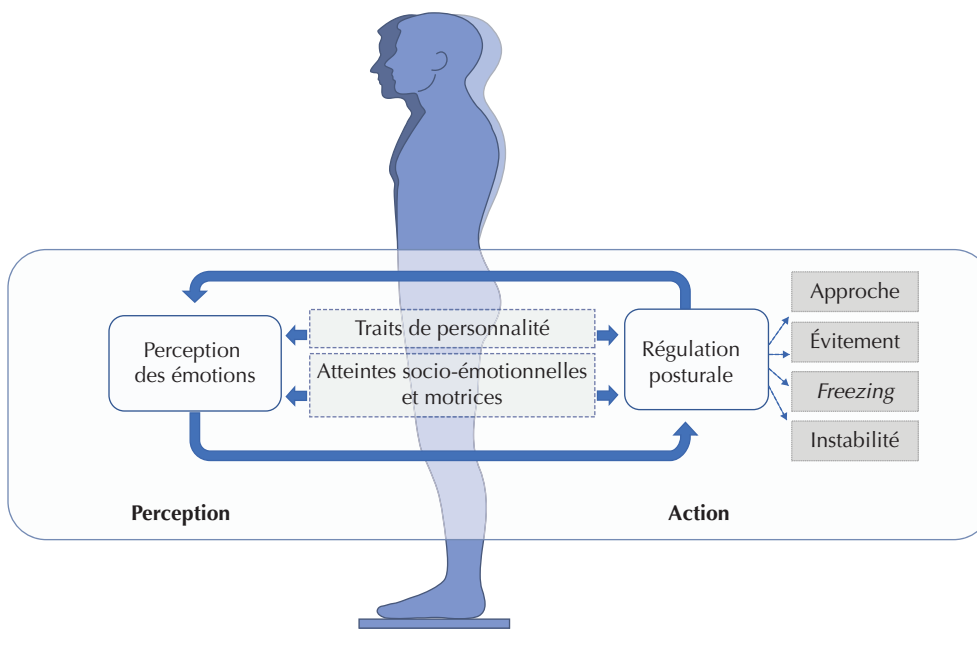 Perception
des émotions
Traits de personnalité
Atteintes socio-émotionnelles
et motrices
Régulation
posturale
Approche
Évitement
Freezing
Instabilité
Perception
Action